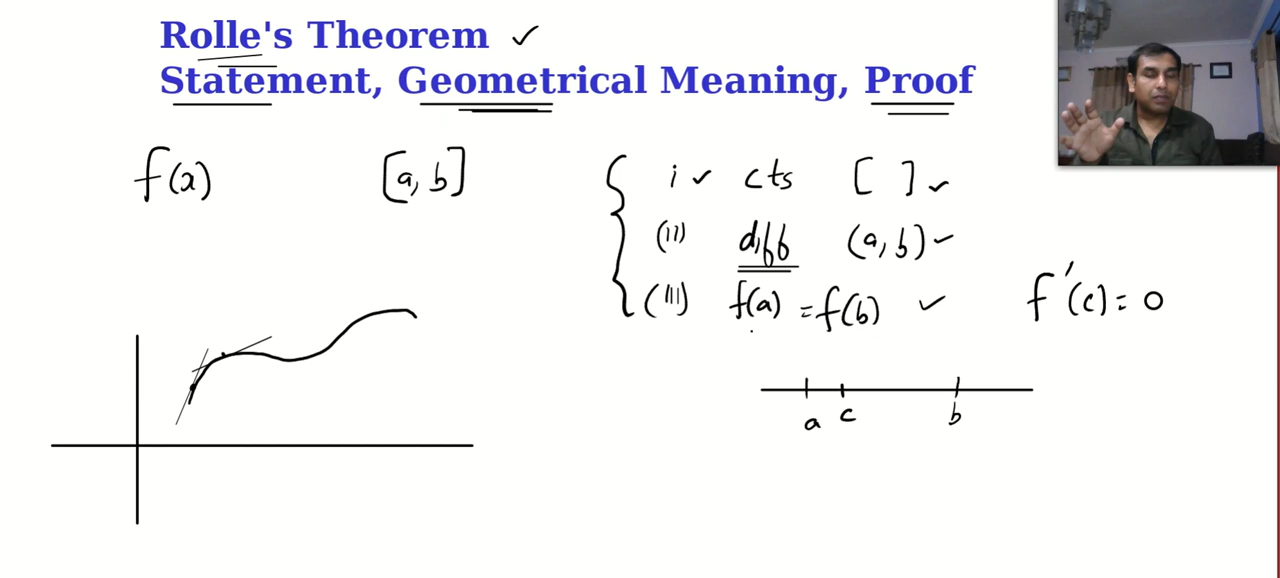 Rolle's Theorem ✓
Statement, Geometrical Meaning, Proof
f(x) [a, b]
i ✓ cts [ ] ✓
(ii) diff (a, b) ✓
(III) f(a) = f(b) ✓ f'(c) = 0
a c b